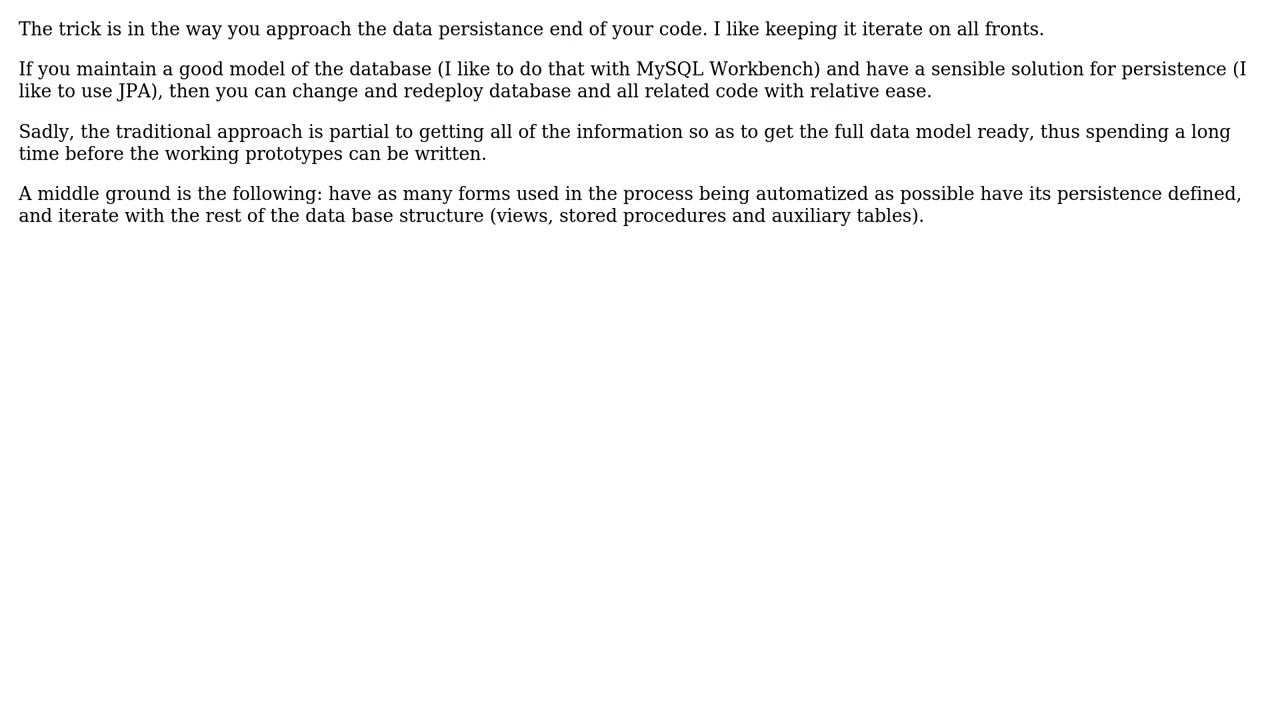 The trick is in the way you approach the data persistance end of your code. I like keeping it iterate on all fronts.
If you maintain a good model of the database (I like to do that with MySQL Workbench) and have a sensible solution for persistence (I
like to use JPA), then you can change and redeploy database and all related code with relative ease.
Sadly, the traditional approach is partial to getting all of the information so as to get the full data model ready, thus spending a long
time before the working prototypes can be written.
A middle ground is the following: have as many forms used in the process being automatized as possible have its persistence defined,
and iterate with the rest of the data base structure (views, stored procedures and auxiliary tables).